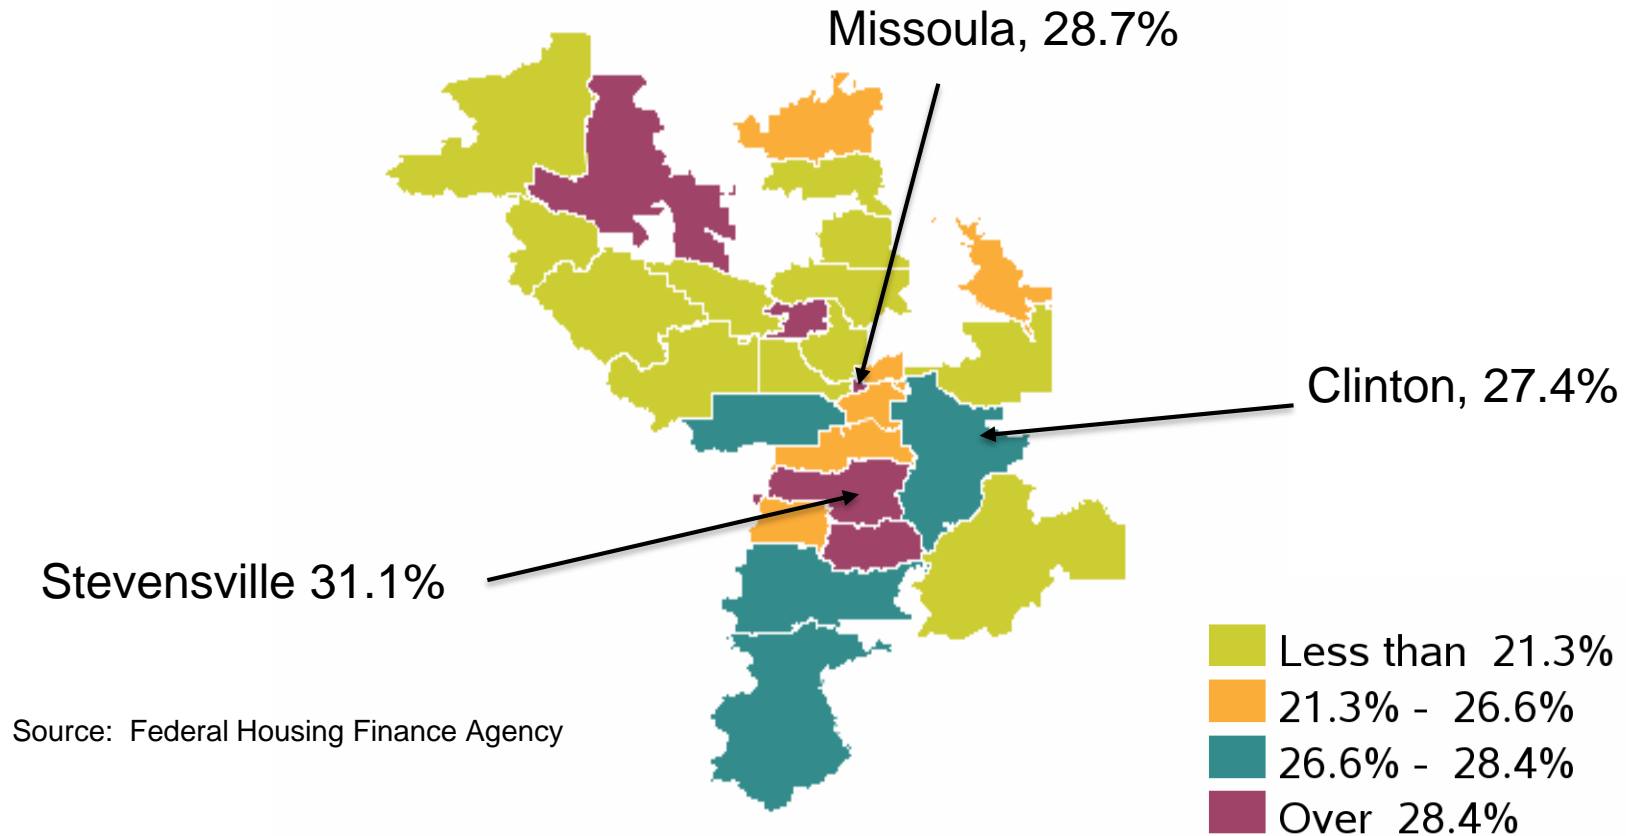 Missoula, 28.7%
Clinton, 27.4%
Stevensville 31.1%
Source:  Federal Housing Finance Agency
Less than  21.3%
21.3% -  26.6%
26.6% -  28.4%
Over  28.4%